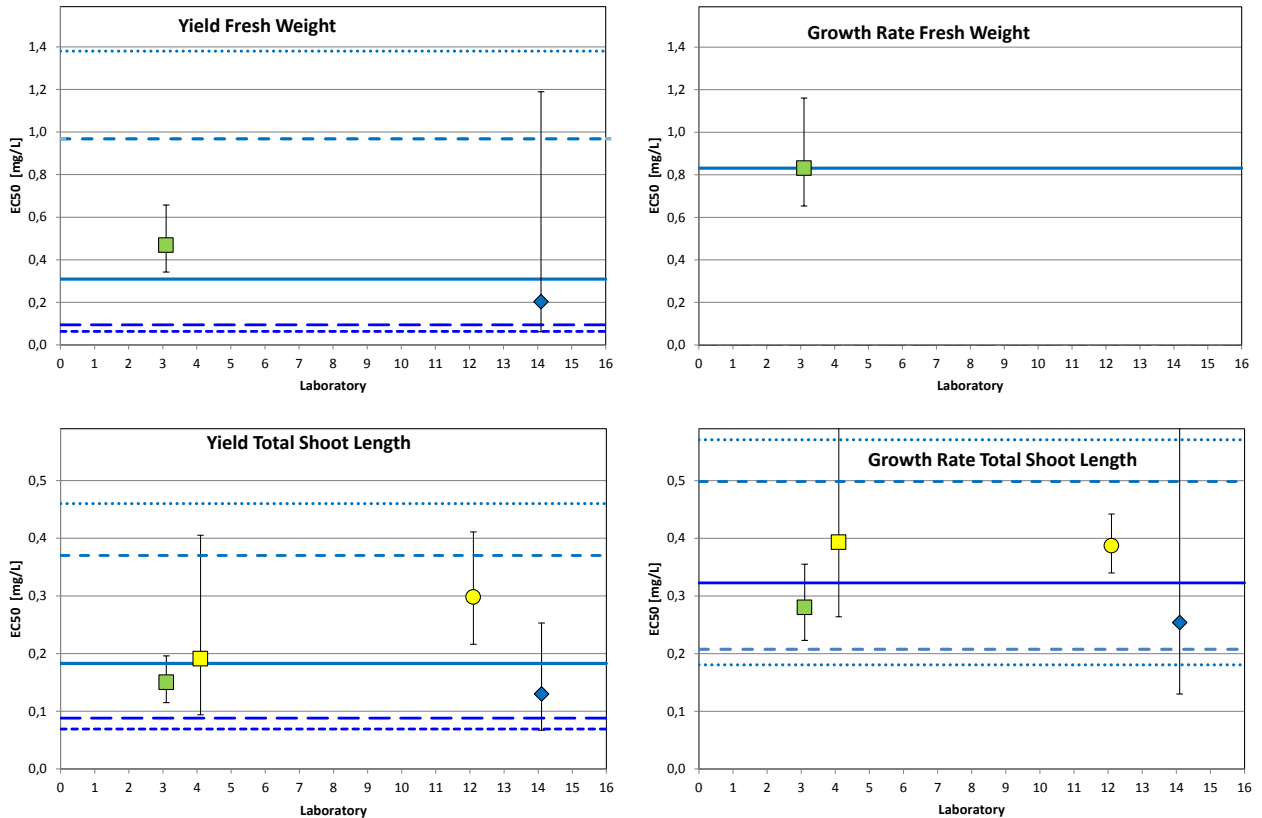 Yield Fresh Weight
EC50 [mg/L]
1,4
1,2
1,0
0,8
0,6
0,4
0,2
0,0
0 1 2 3 4 5 6 7 8 9 10 11 12 13 14 15 16
Laboratory
Growth Rate Fresh Weight
EC50 [mg/L]
1,4
1,2
1,0
0,8
0,6
0,4
0,2
0,0
0 1 2 3 4 5 6 7 8 9 10 11 12 13 14 15 16
Laboratory
Yield Total Shoot Length
EC50 [mg/L]
0,5
0,4
0,3
0,2
0,1
0,0
0 1 2 3 4 5 6 7 8 9 10 11 12 13 14 15 16
Laboratory
Growth Rate Total Shoot Length
EC50 [mg/L]
0,5
0,4
0,3
0,2
0,1
0,0
0 1 2 3 4 5 6 7 8 9 10 11 12 13 14 15 16
Laboratory